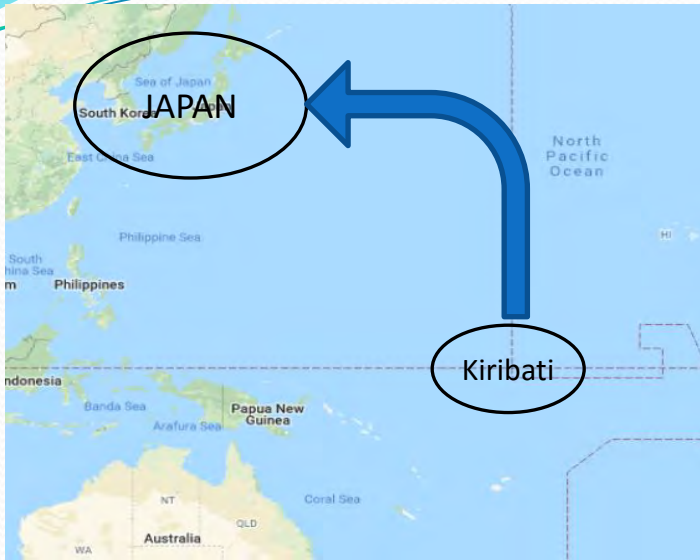 Sea of Japan
South Korea
JAPAN
East China Sea
North
Pacific
Ocean
HI
Philippine Sea
South
hina Sea
m
Philippines
Kiribati
ndonesia
Banda Sea
Papua New
Guinea
Arafura Sea
Coral Sea
NT
QLD
WA
Australia